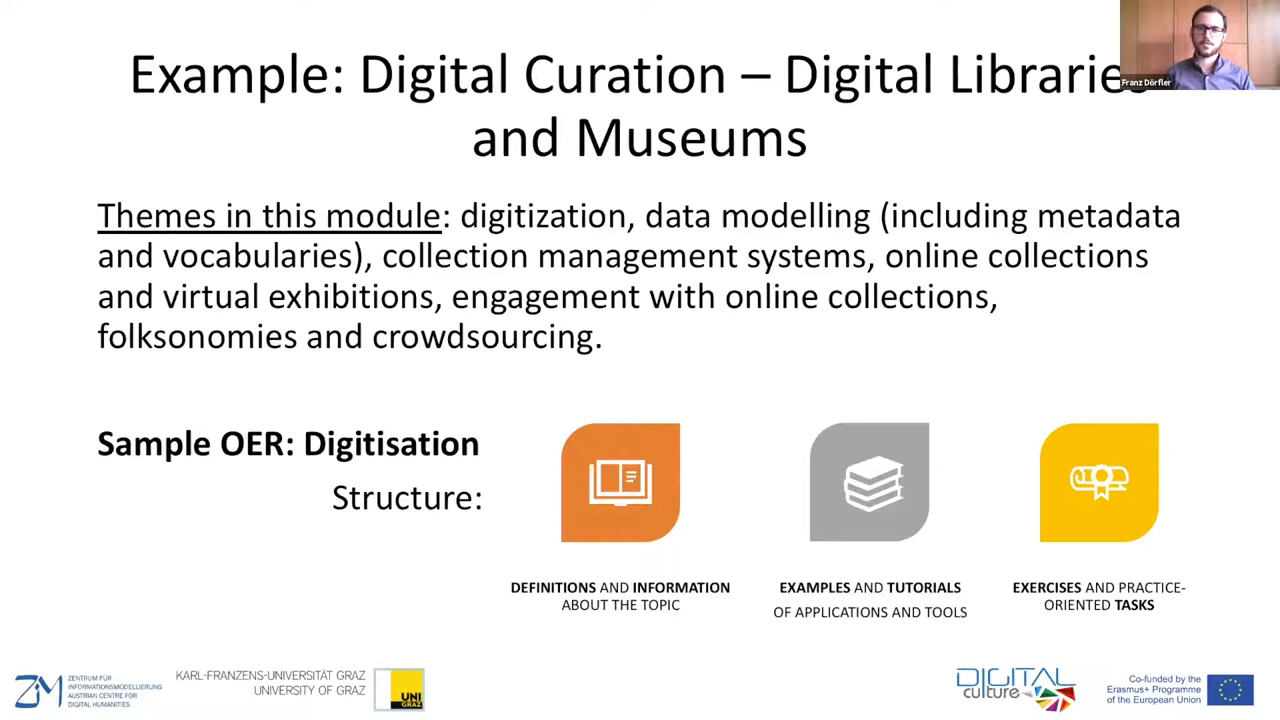 Example: Digital Curation – Digital Libraries
and Museums
Franz Dörfler
Themes in this module: digitization, data modelling (including metadata
and vocabularies), collection management systems, online collections
and virtual exhibitions, engagement with online collections,
folksonomies and crowdsourcing.
Sample OER: Digitisation
Structure:
DEFINITIONS AND INFORMATION
ABOUT THE TOPIC
EXAMPLES AND TUTORIALS
OF APPLICATIONS AND TOOLS
EXERCISES AND PRACTICE-
ORIENTED TASKS
ZIM
ZENTRUM FÜR
INFORMATIONSMODELLIERUNG
AUSTRIAN CENTRE FOR
DIGITAL HUMANITIES
KARL-FRANZENS-UNIVERSITÄT GRAZ
UNIVERSITY OF GRAZ
UNI
GRAZ
DIGITAL
culture
Co-funded by the
Erasmus+ Programme
of the European Union